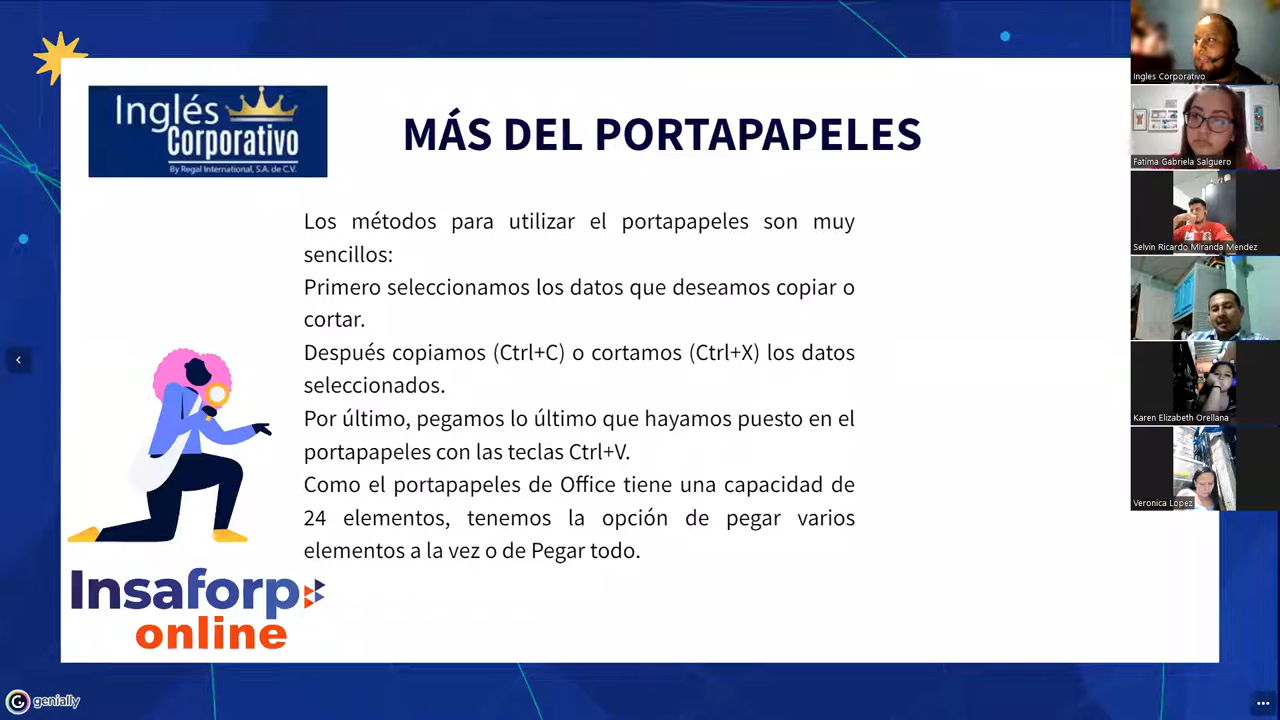 Inglés
Corporativo
By Regal International, S.A. de C.V.
MÁS DEL PORTAPAPELES
Los métodos para utilizar el portapapeles son muy
sencillos:
Primero seleccionamos los datos que deseamos copiar o
cortar.
Después copiamos (Ctrl+C) o cortamos (Ctrl+X) los datos
seleccionados.
Por último, pegamos lo último que hayamos puesto en el
portapapeles con las teclas Ctrl+V.
Como el portapapeles de Office tiene una capacidad de
24 elementos, tenemos la opción de pegar varios
elementos a la vez o de Pegar todo.
Insaforp
online
genially
Ingles Corporativo
Fatima Gabriela Salguero
Selvin Ricardo Miranda Mendez
Karen Elizabeth Orellana
Veronica Lopez